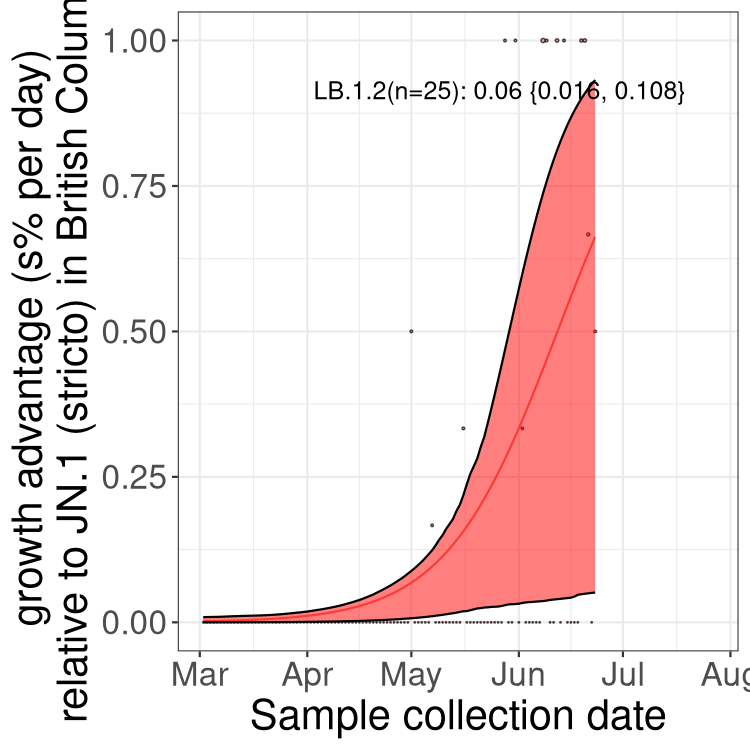 growth advantage (s% per day)
relative to JN.1 (stricto) in British Colum
1.00
0.75
0.50
0.25
0.00
LB.1.2(n=25): 0.06 {0.016, 0.108}
Mar Apr May Jun Jul Aug
Sample collection date